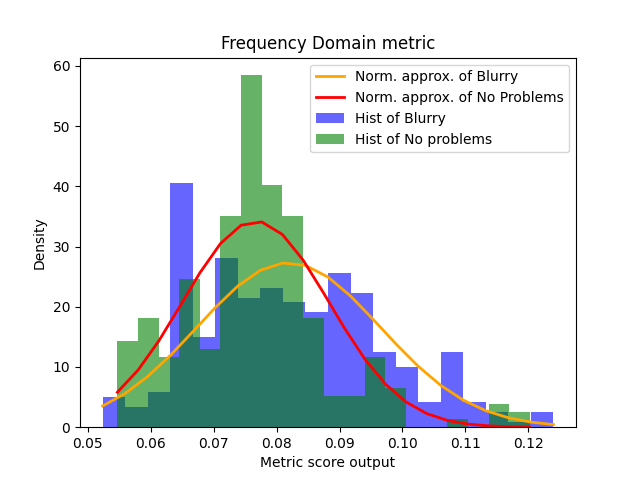 Frequency Domain metric
Norm. approx. of Blurry
Norm. approx. of No Problems
Hist of Blurry
Hist of No problems
Density
60
50
40
30
20
10
0
0.05 0.06 0.07 0.08 0.09 0.10 0.11 0.12
Metric score output